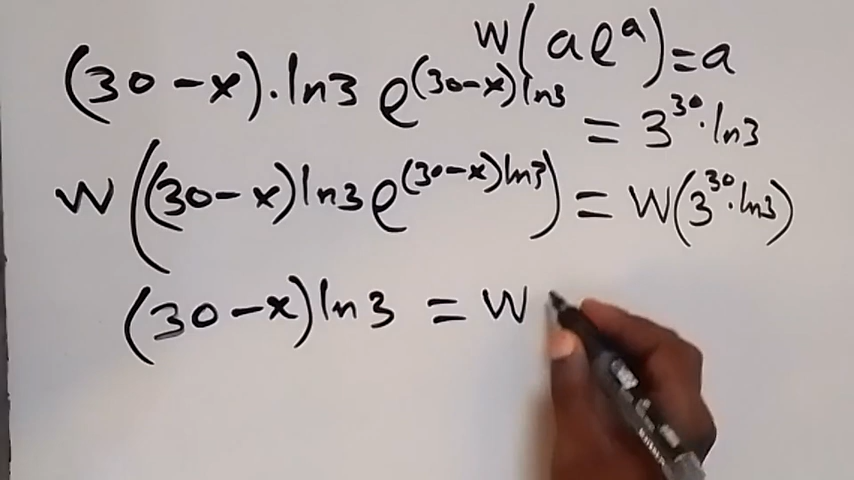 W(ae^a) = a
(30-x).ln3 e^(30-x)ln3 = 3^30.ln3
W((30-x)ln3 e^(30-x)ln3) = W(3^30.ln3)
(30-x)ln3 = W